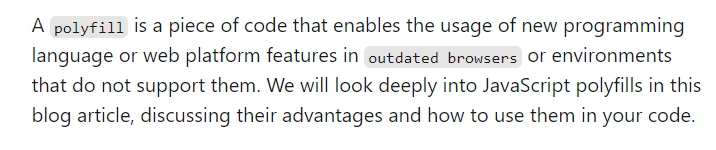 A polyfill is a piece of code that enables the usage of new programming
language or web platform features in outdated browsers or environments
that do not support them. We will look deeply into JavaScript polyfills in this
blog article, discussing their advantages and how to use them in your code.